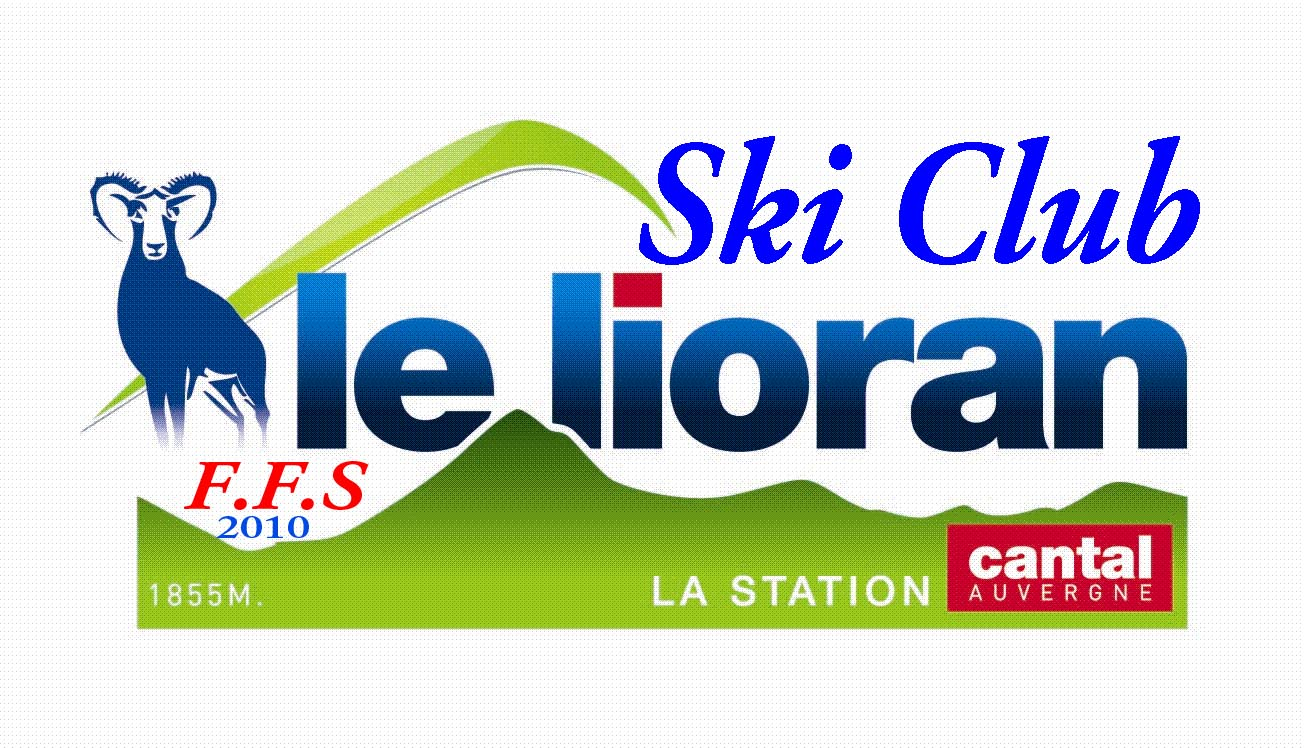 Ski Club
le lioran
F.F.S
2010
1855M.
LA STATION
cantal
AUVERGNE